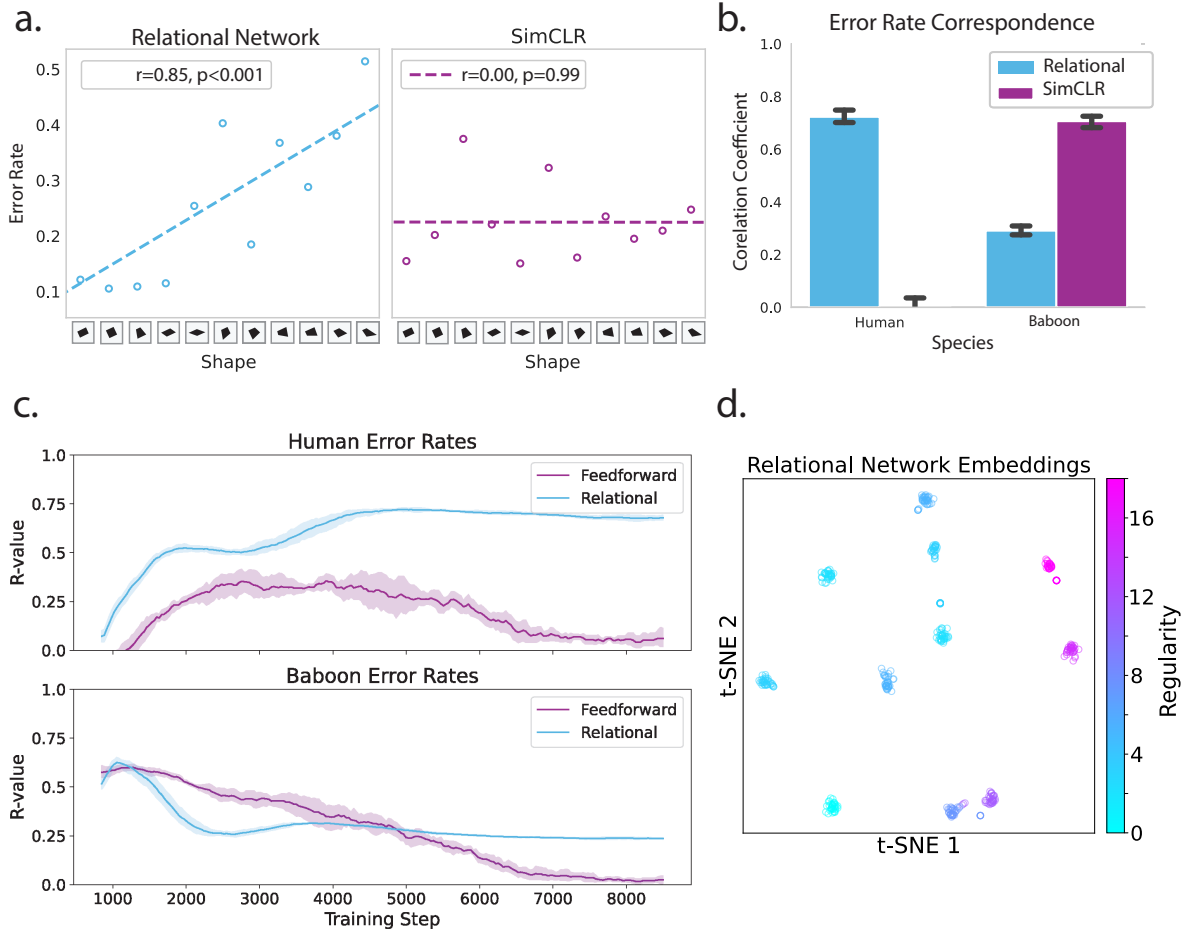 a.
Relational Network
r=0.85, p<0.001
Error Rate
0.5
0.4
0.3
0.2
0.1
Shape
SimCLR
r=0.00, p=0.99
Shape
b.
Error Rate Correspondence
Relational
SimCLR
Corelation Coefficient
1.0
0.8
0.6
0.4
0.2
0.0
Human
Baboon
Species
c.
Human Error Rates
Feedforward
Relational
R-value
1.0
0.75
0.5
0.25
0.0
Baboon Error Rates
Feedforward
Relational
R-value
1.0
0.75
0.5
0.25
0.0
1000 2000 3000 4000 5000 6000 7000 8000
Training Step
d.
Relational Network Embeddings
t-SNE 2
t-SNE 1
16
12
8
4
0
Regularity